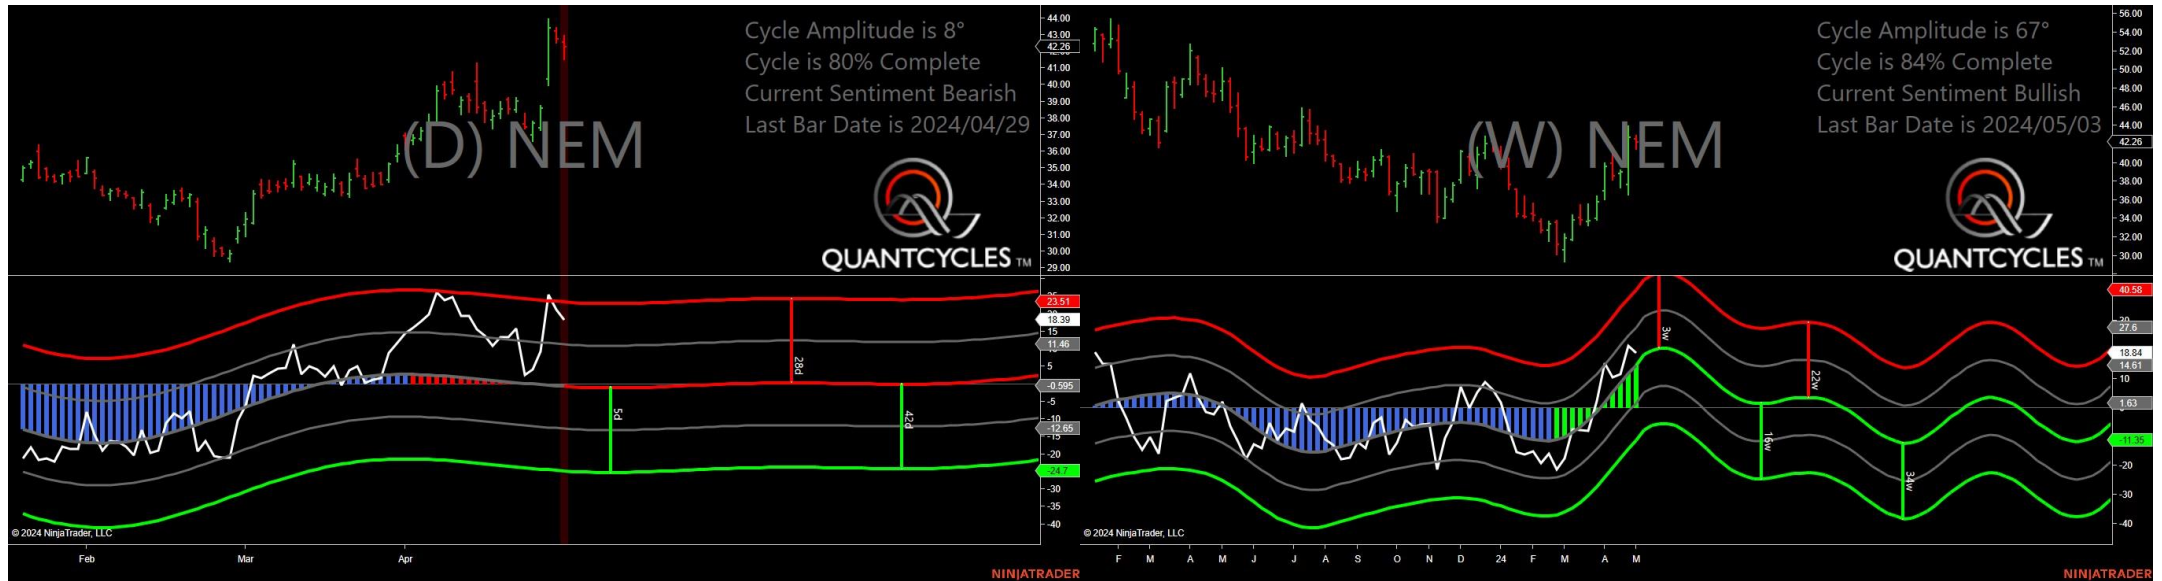 Cycle Amplitude is 8°
Cycle is 80% Complete
Current Sentiment Bearish
Last Bar Date is 2024/04/29
(D) NEM
QUANTCYCLES TM
44.00
43.00
42.26
41.00
40.00
39.00
38.00
37.00
36.00
35.00
34.00
33.00
32.00
31.00
30.00
29.00
23.51
18.39
15
11.46
5
-0.595
-5
-10
-12.65
-15
-20
-24.7
-30
-35
-40
28d
5d
42d
© 2024 NinjaTrader, LLC
Feb Mar Apr
NINJATRADER
Cycle Amplitude is 67°
Cycle is 84% Complete
Current Sentiment Bullish
Last Bar Date is 2024/05/03
(W) NEM
QUANTCYCLES TM
56.00
54.00
52.00
50.00
48.00
46.00
44.00
42.26
40.00
38.00
36.00
34.00
32.00
30.00
40.58
27.6
18.84
14.61
10
1.63
-11.35
-20
-30
-40
3w
22w
16w
34w
© 2024 NinjaTrader, LLC
F M A M J J A S O N D 24 F M A M
NINJATRADER